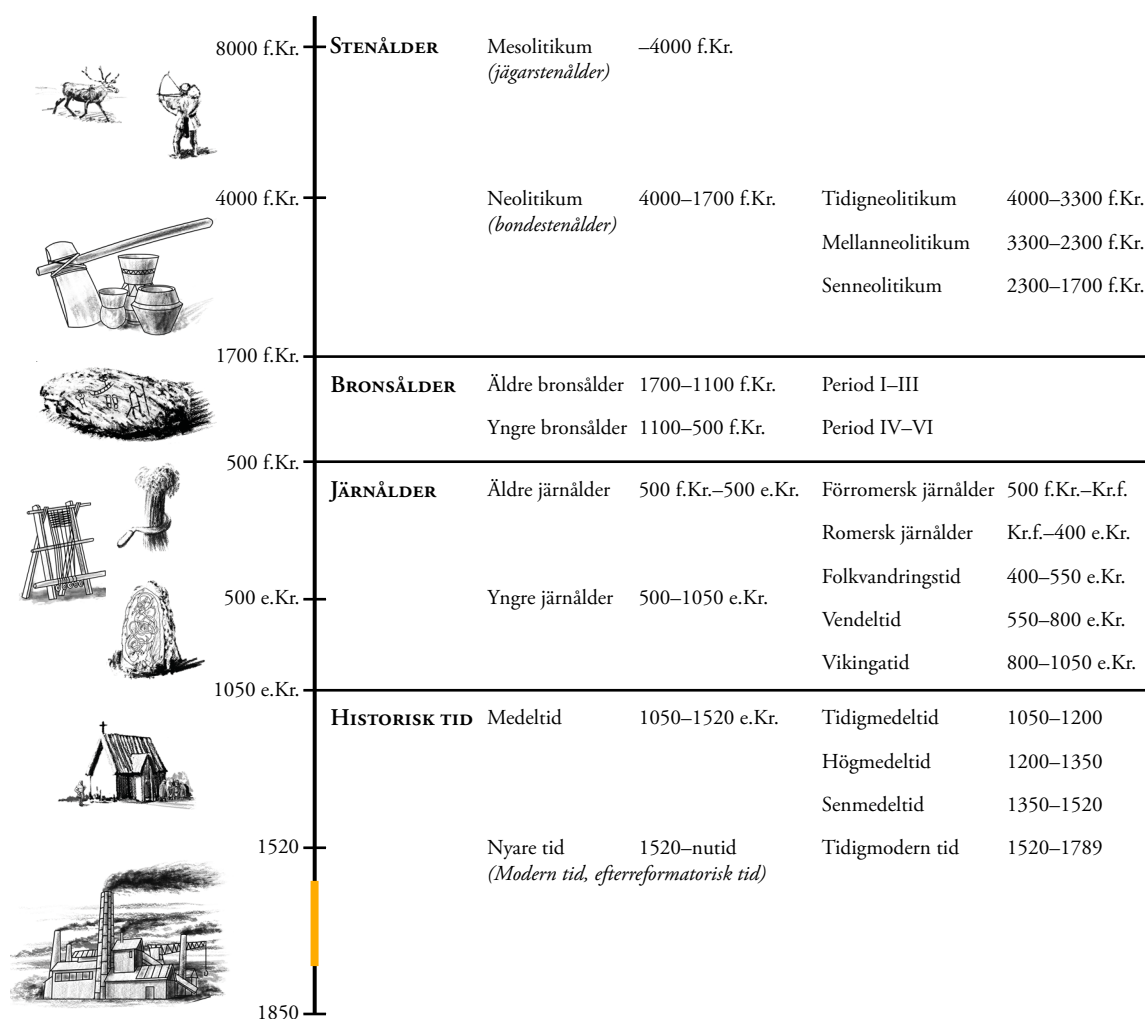 8000 f.Kr. STENÅLDER Mesolitikum –4000 f.Kr.
(jägarstenålder)
4000 f.Kr. Neolitikum 4000–1700 f.Kr. Tidigneolitikum 4000–3300 f.Kr.
(bondestenålder)
Mellanneolitikum 3300–2300 f.Kr.
Senneolitikum 2300–1700 f.Kr.
1700 f.Kr.
BRONSÅLDER Äldre bronsålder 1700–1100 f.Kr. Period I–III
Yngre bronsålder 1100–500 f.Kr. Period IV–VI
500 f.Kr.
JÄRNÅLDER Äldre järnålder 500 f.Kr.–500 e.Kr. Förromersk järnålder 500 f.Kr.–Kr.f.
Romersk järnålder Kr.f.–400 e.Kr.
Folkvandringstid 400–550 e.Kr.
500 e.Kr. Yngre järnålder 500–1050 e.Kr.
Vendeltid 550–800 e.Kr.
Vikingatid 800–1050 e.Kr.
1050 e.Kr.
HISTORISK TID Medeltid 1050–1520 e.Kr. Tidigmedeltid 1050–1200
Högmedeltid 1200–1350
Senmedeltid 1350–1520
1520 Nyare tid 1520–nutid Tidigmodern tid 1520–1789
(Modern tid, efterreformatorisk tid)
1850